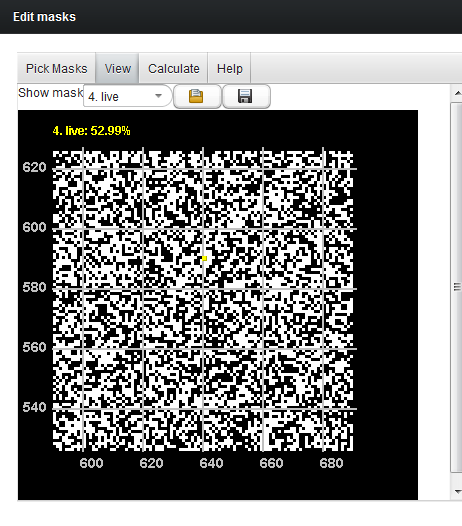 Edit masks
Pick Masks View Calculate Help
Show mask 4. live
4. live: 52.99%
620
600
580
560
540
600 620 640 660 680